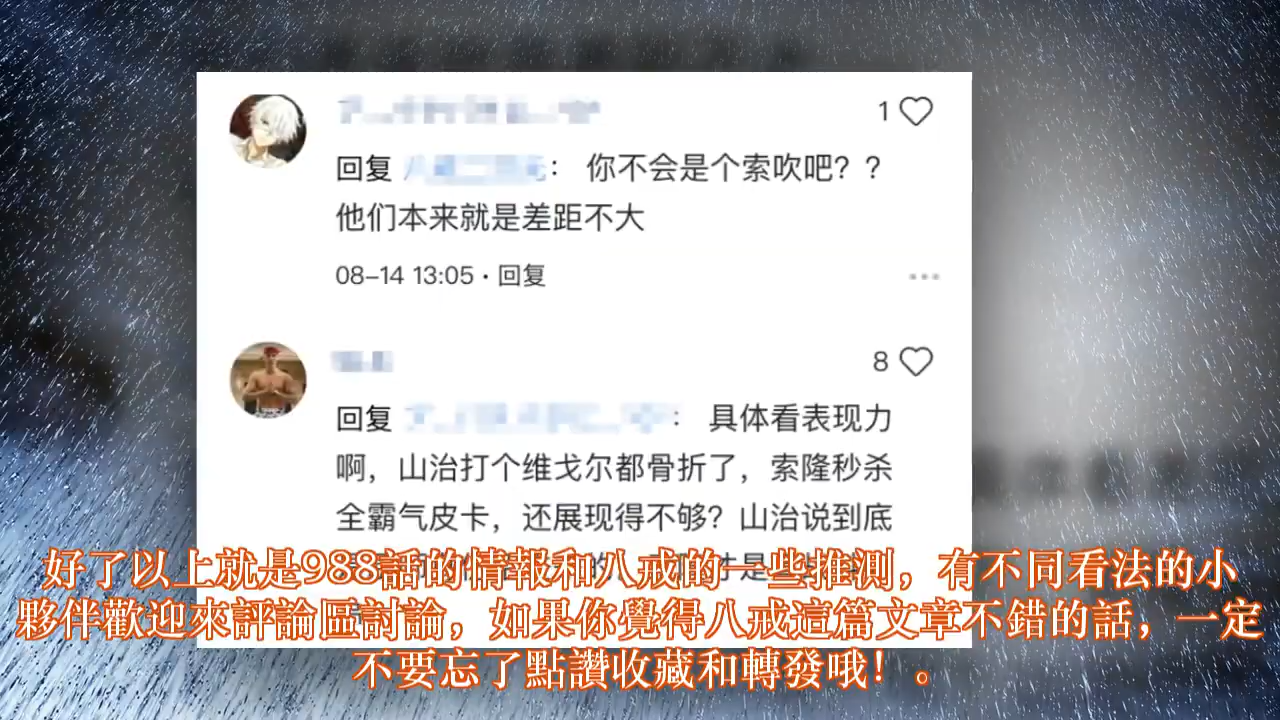 1
回复 ： 你不会是个索吹吧？？
他们本来就是差距不大
08-14 13:05 · 回复
8
回复 ： 具体看表现力
啊，山治打个维戈尔都骨折了，索隆秒杀
全霸气皮卡，还展现得不够？山治说到底
好了以上就是988話的情報和八戒的一些推測，有不同看法的小
夥伴歡迎來評論區討論，如果你覺得八戒這篇文章不錯的話，一定
不要忘了點讚收藏和轉發哦！。